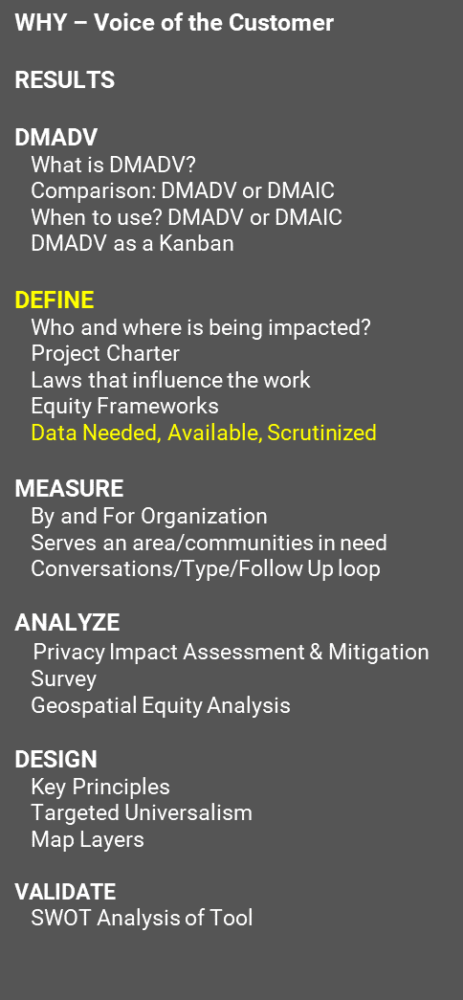 WHY – Voice of the Customer
RESULTS
DMADV
What is DMADV?
Comparison: DMADV or DMAIC
When to use? DMADV or DMAIC
DMADV as a Kanban
DEFINE
Who and where is being impacted?
Project Charter
Laws that influence the work
Equity Frameworks
Data Needed, Available, Scrutinized
MEASURE
By and For Organization
Serves an area/communities in need
Conversations/Type/Follow Up loop
ANALYZE
Privacy Impact Assessment & Mitigation
Survey
Geospatial Equity Analysis
DESIGN
Key Principles
Targeted Universalism
Map Layers
VALIDATE
SWOT Analysis of Tool